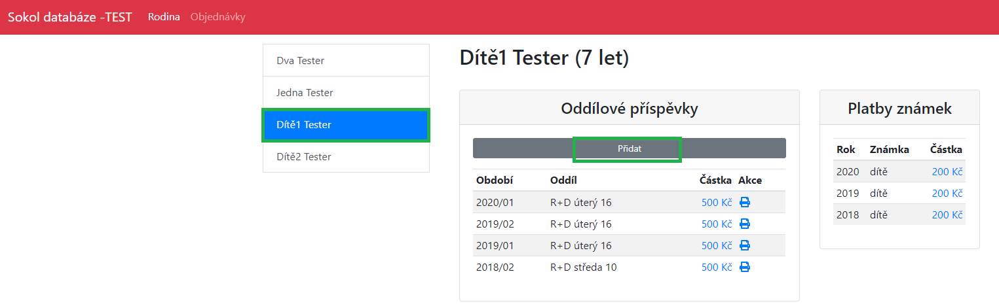 Sokol databáze -TEST Rodina Objednávky
Dva Tester
Jedna Tester
Dítě1 Tester
Dítě2 Tester
Dítě1 Tester (7 let)
Oddílové příspěvky
Přidat
Období Oddíl Částka Akce
2020/01 R+D úterý 16 500 Kč
2019/02 R+D úterý 16 500 Kč
2019/01 R+D úterý 16 500 Kč
2018/02 R+D středa 10 500 Kč
Platby známek
Rok Známka Částka
2020 dítě 200 Kč
2019 dítě 200 Kč
2018 dítě 200 Kč